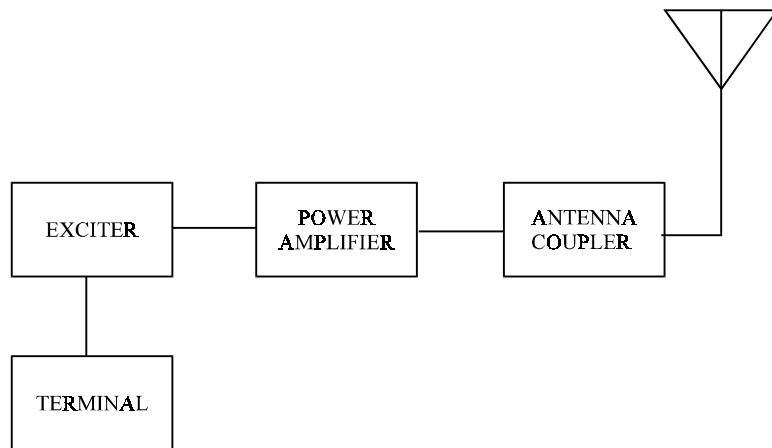 EXCITER
POWER
AMPLIFIER
ANTENNA
COUPLER
TERMINAL